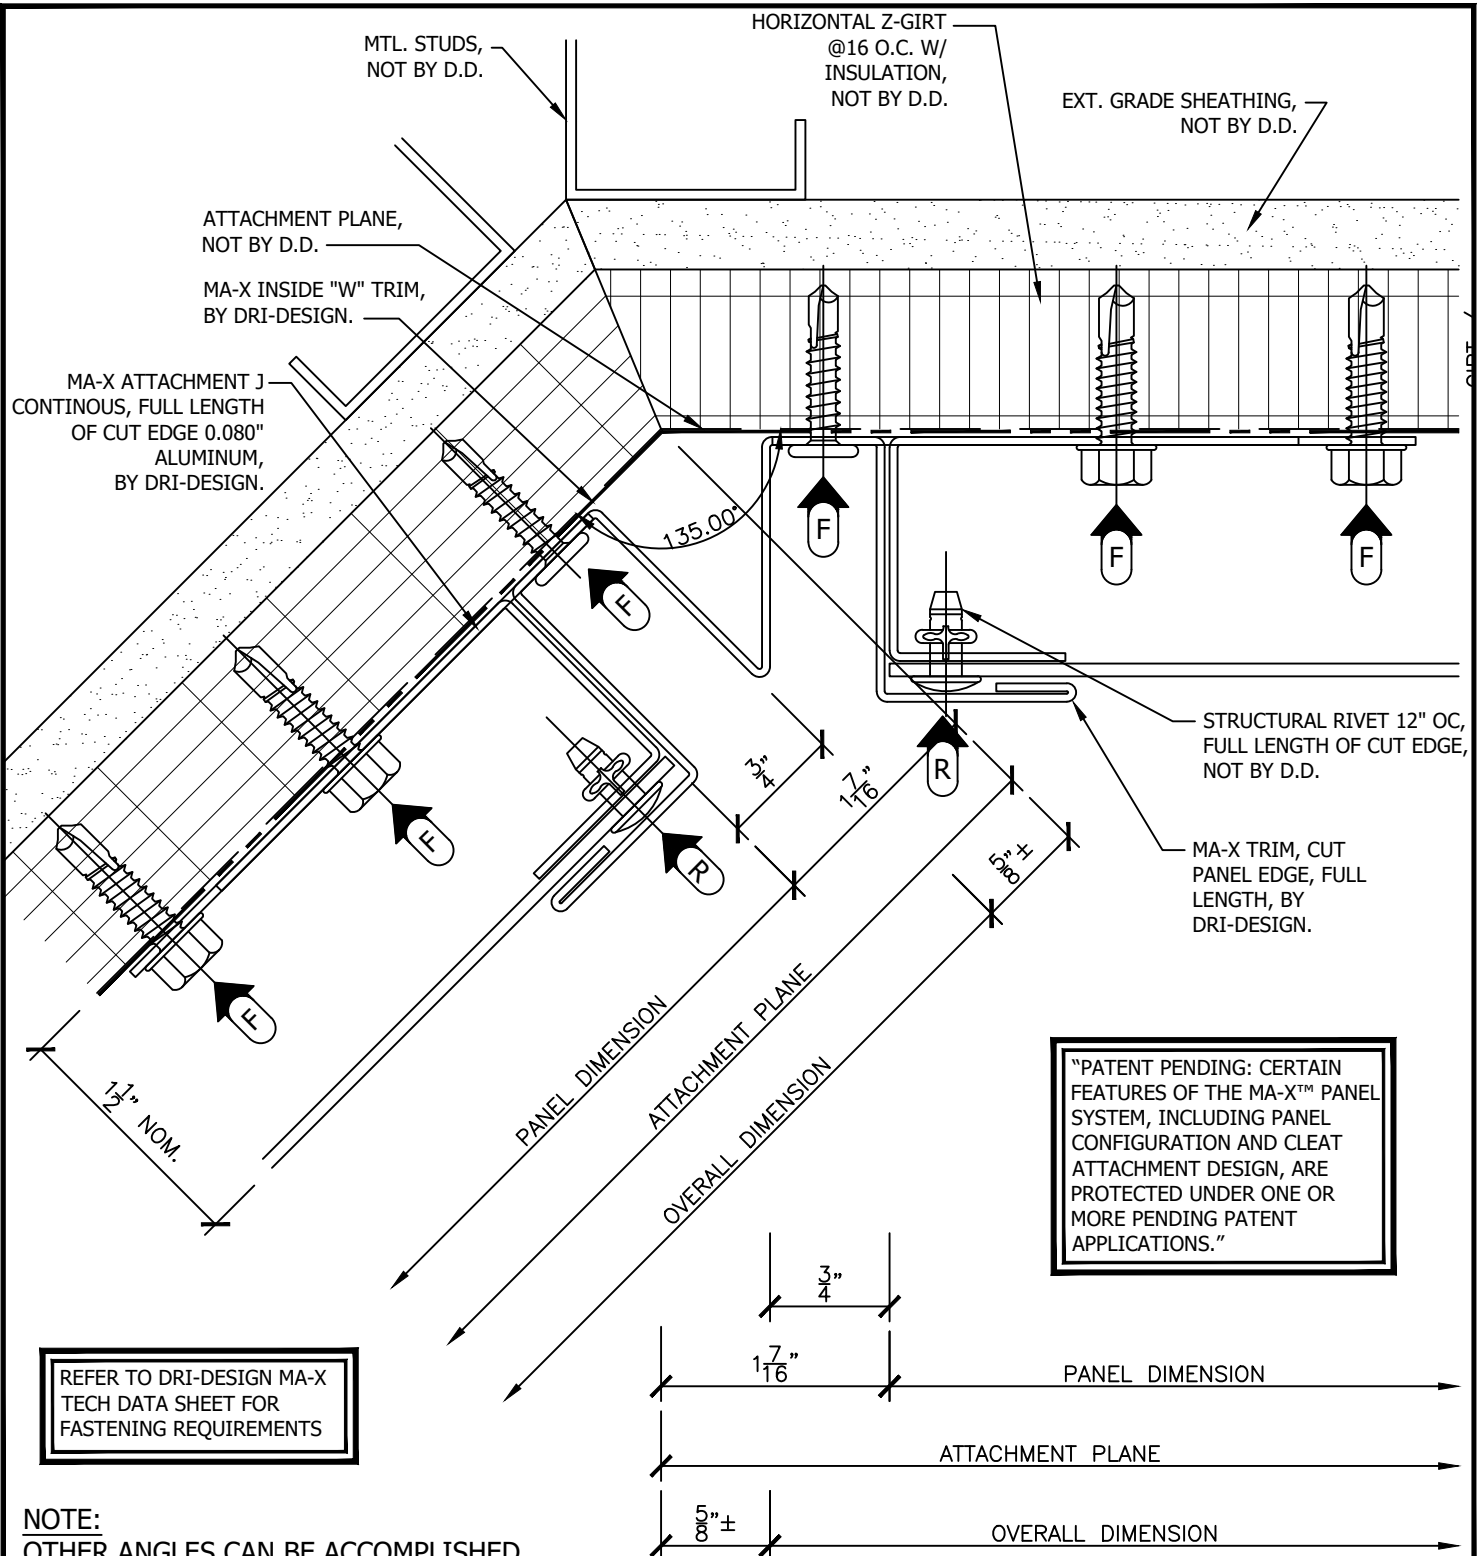 MTL. STUDS,
NOT BY D.D.
HORIZONTAL Z-GIRT
@16 O.C. W/
INSULATION,
NOT BY D.D.
EXT. GRADE SHEATHING,
NOT BY D.D.
ATTACHMENT PLANE,
NOT BY D.D.
MA-X INSIDE "W" TRIM,
BY DRI-DESIGN.
MA-X ATTACHMENT J
CONTINOUS, FULL LENGTH
OF CUT EDGE 0.080"
ALUMINUM,
BY DRI-DESIGN.
135.00°
F
F
F
F
F
F
R
R
STRUCTURAL RIVET 12" OC,
FULL LENGTH OF CUT EDGE,
NOT BY D.D.
MA-X TRIM, CUT
PANEL EDGE, FULL
LENGTH, BY
DRI-DESIGN.
3/4"
1 7/16"
5/8" ±
1 1/2" NOM.
PANEL DIMENSION
ATTACHMENT PLANE
OVERALL DIMENSION
"PATENT PENDING: CERTAIN
FEATURES OF THE MA-X™ PANEL
SYSTEM, INCLUDING PANEL
CONFIGURATION AND CLEAT
ATTACHMENT DESIGN, ARE
PROTECTED UNDER ONE OR
MORE PENDING PATENT
APPLICATIONS."
3/4"
1 7/16"
PANEL DIMENSION
ATTACHMENT PLANE
5/8" ±
OVERALL DIMENSION
REFER TO DRI-DESIGN MA-X
TECH DATA SHEET FOR
FASTENING REQUIREMENTS
NOTE:
OTHER ANGLES CAN BE ACCOMPLISHED